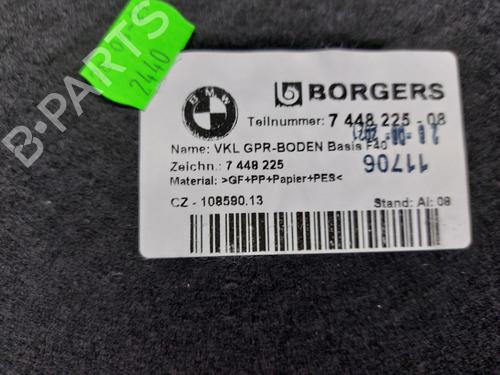 B-PARTS
2440
BMW
BORGERS
Teilnummer: 7 448 225 - 08
Name: VKL GPR-BODEN Basis F40
Zeichn.: 7 448 225
11706
Material: >GF+PP+Papier+PES<
CZ - 108590.13
Stand: AI: 08